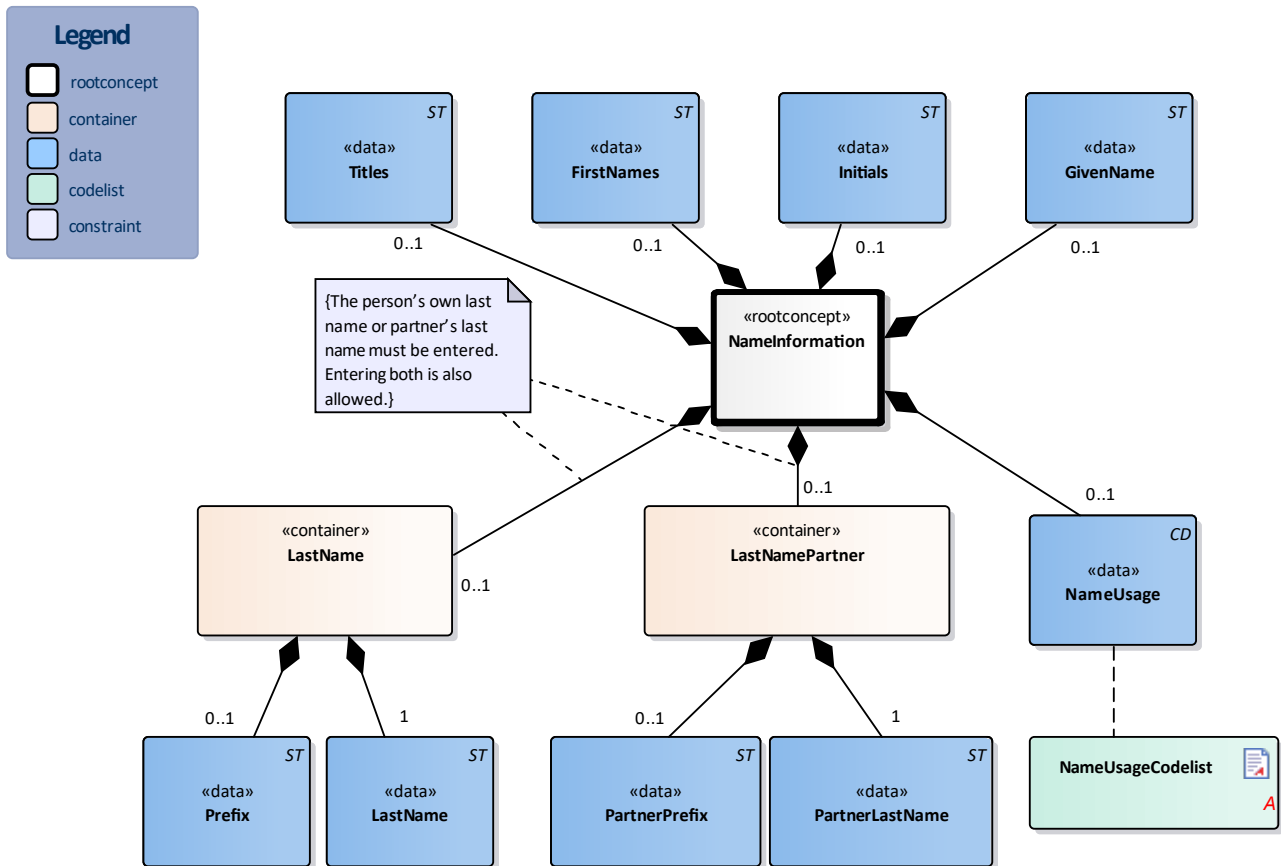 Legend
rootconcept
container
data
codelist
constraint
ST
«data»
Titles
ST
«data»
FirstNames
ST
«data»
Initials
ST
«data»
GivenName
0..1
0..1
0..1
0..1
{The person’s own last
name or partner’s last
name must be entered.
Entering both is also
allowed.}
«rootconcept»
NameInformation
0..1
0..1
0..1
«container»
LastName
«container»
LastNamePartner
CD
«data»
NameUsage
0..1
1
0..1
1
ST
«data»
Prefix
ST
«data»
LastName
ST
«data»
PartnerPrefix
ST
«data»
PartnerLastName
NameUsageCodelist
A